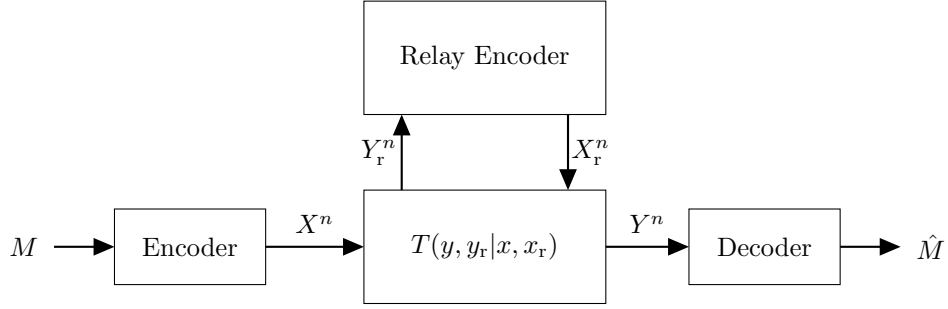 Relay Encoder
Y_r^n
X_r^n
M
Encoder
X^n
T(y, y_r|x, x_r)
Y^n
Decoder
M̂